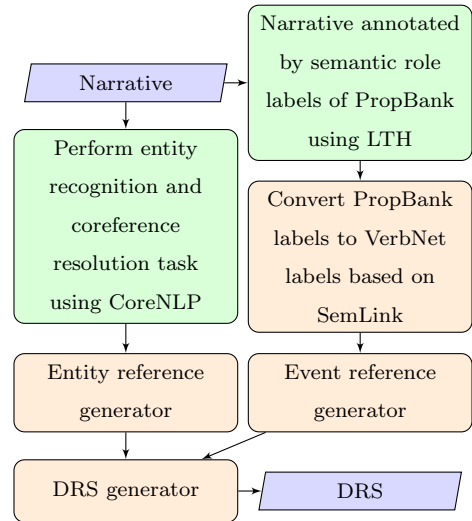 Narrative
Narrative annotated
by semantic role
labels of PropBank
using LTH
Perform entity
recognition and
coreference
resolution task
using CoreNLP
Convert PropBank
labels to VerbNet
labels based on
SemLink
Entity reference
generator
Event reference
generator
DRS generator
DRS